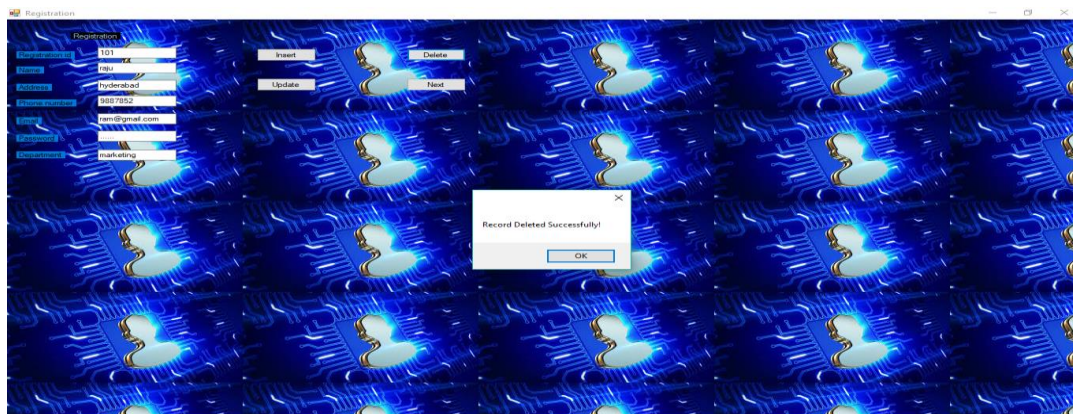 Registration
Registration
Registration id 101
Name raju
Address hyderabad
Phone number 9887852
Email ram@gmail.com
Password ......
Department marketing
Insert Delete
Update Next
Record Deleted Successfully!
OK